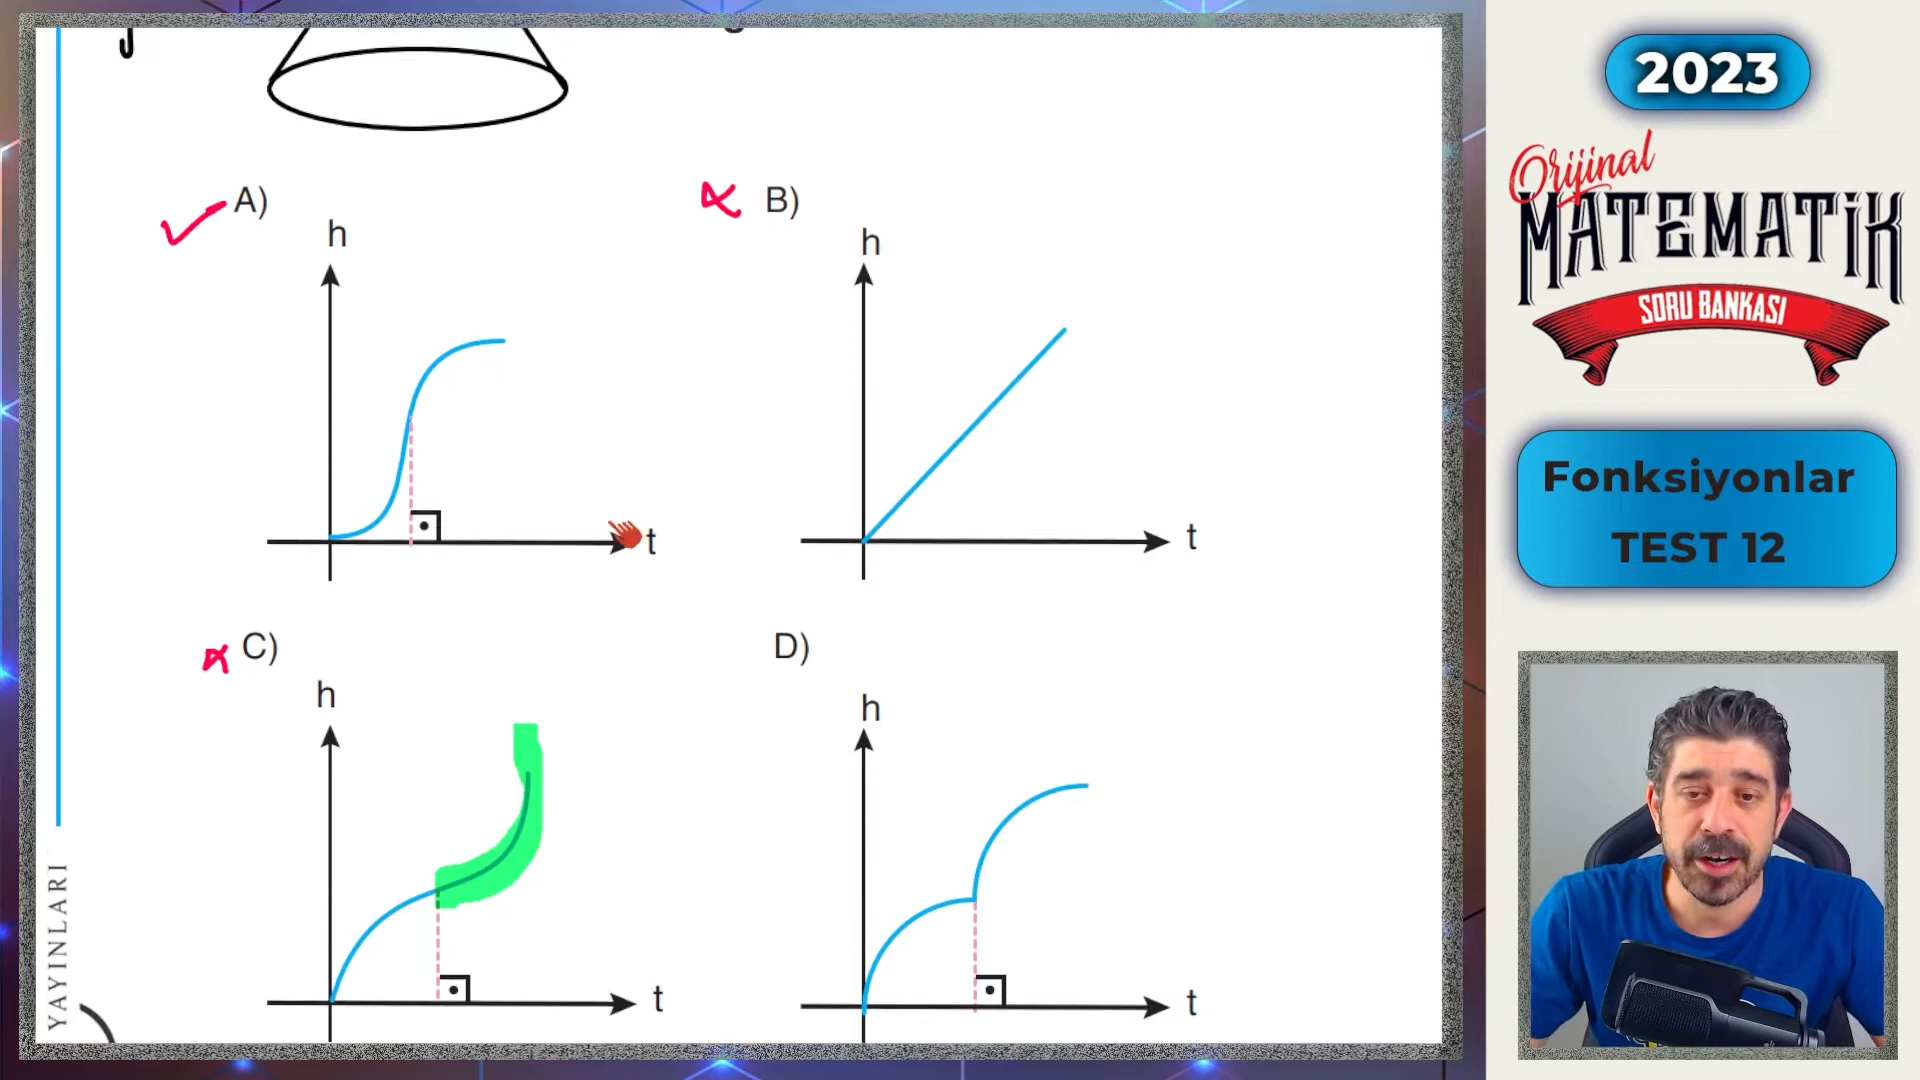 A)
B)
h
h
t
t
C)
D)
h
h
t
t
YAYINLARI
2023
Orijinal
MATEMATİK
SORU BANKASI
Fonksiyonlar
TEST 12